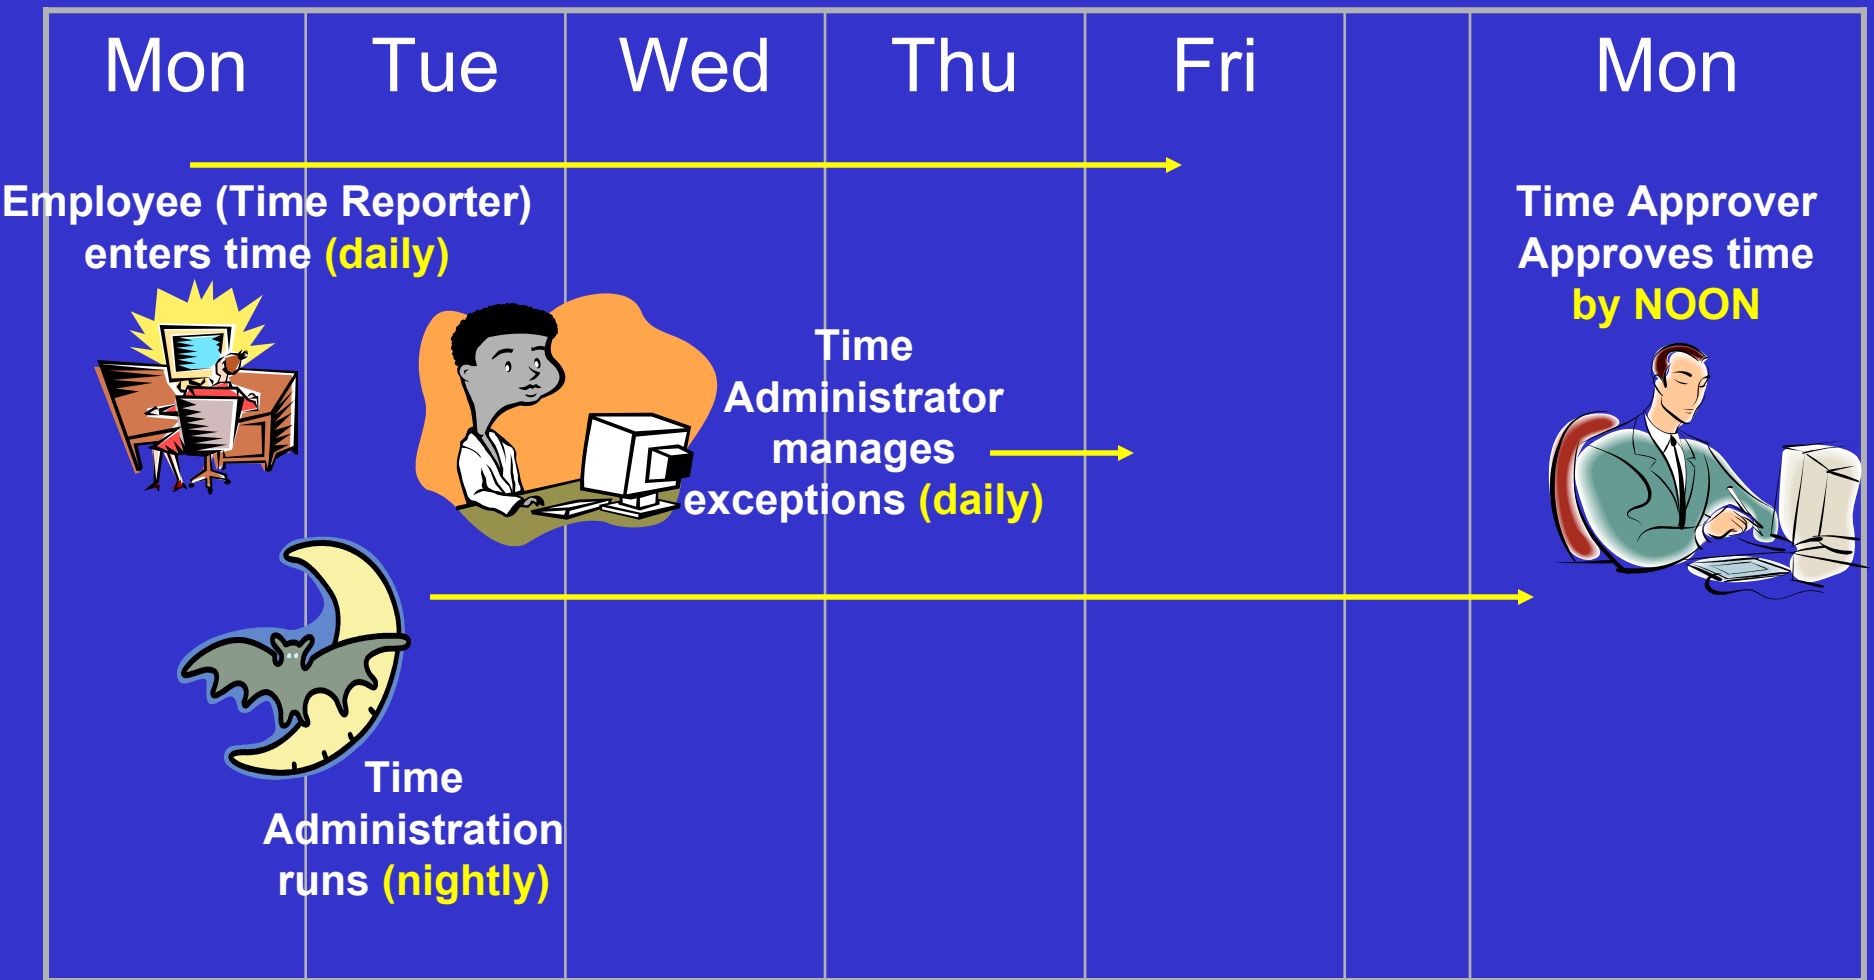 Mon Tue Wed Thu Fri Mon
Employee (Time Reporter)
enters time (daily)
Time Approver
Approves time
by NOON
Time
Administrator
manages
exceptions (daily)
Time
Administration
runs (nightly)